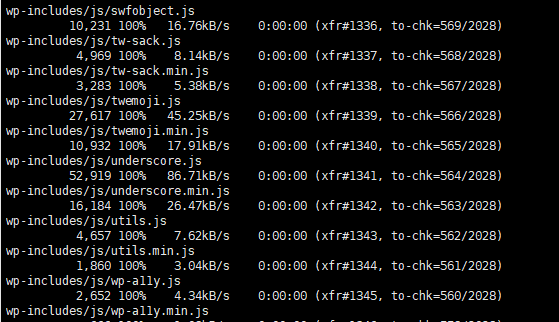 wp-includes/js/swfobject.js
10,231 100% 16.76kB/s 0:00:00 (xfr#1336, to-chk=569/2028)
wp-includes/js/tw-sack.js
4,969 100% 8.14kB/s 0:00:00 (xfr#1337, to-chk=568/2028)
wp-includes/js/tw-sack.min.js
3,283 100% 5.38kB/s 0:00:00 (xfr#1338, to-chk=567/2028)
wp-includes/js/twemoji.js
27,617 100% 45.25kB/s 0:00:00 (xfr#1339, to-chk=566/2028)
wp-includes/js/twemoji.min.js
10,932 100% 17.91kB/s 0:00:00 (xfr#1340, to-chk=565/2028)
wp-includes/js/underscore.js
52,919 100% 86.71kB/s 0:00:00 (xfr#1341, to-chk=564/2028)
wp-includes/js/underscore.min.js
16,184 100% 26.47kB/s 0:00:00 (xfr#1342, to-chk=563/2028)
wp-includes/js/utils.js
4,657 100% 7.62kB/s 0:00:00 (xfr#1343, to-chk=562/2028)
wp-includes/js/utils.min.js
1,860 100% 3.04kB/s 0:00:00 (xfr#1344, to-chk=561/2028)
wp-includes/js/wp-a11y.js
2,652 100% 4.34kB/s 0:00:00 (xfr#1345, to-chk=560/2028)
wp-includes/js/wp-a11y.min.js